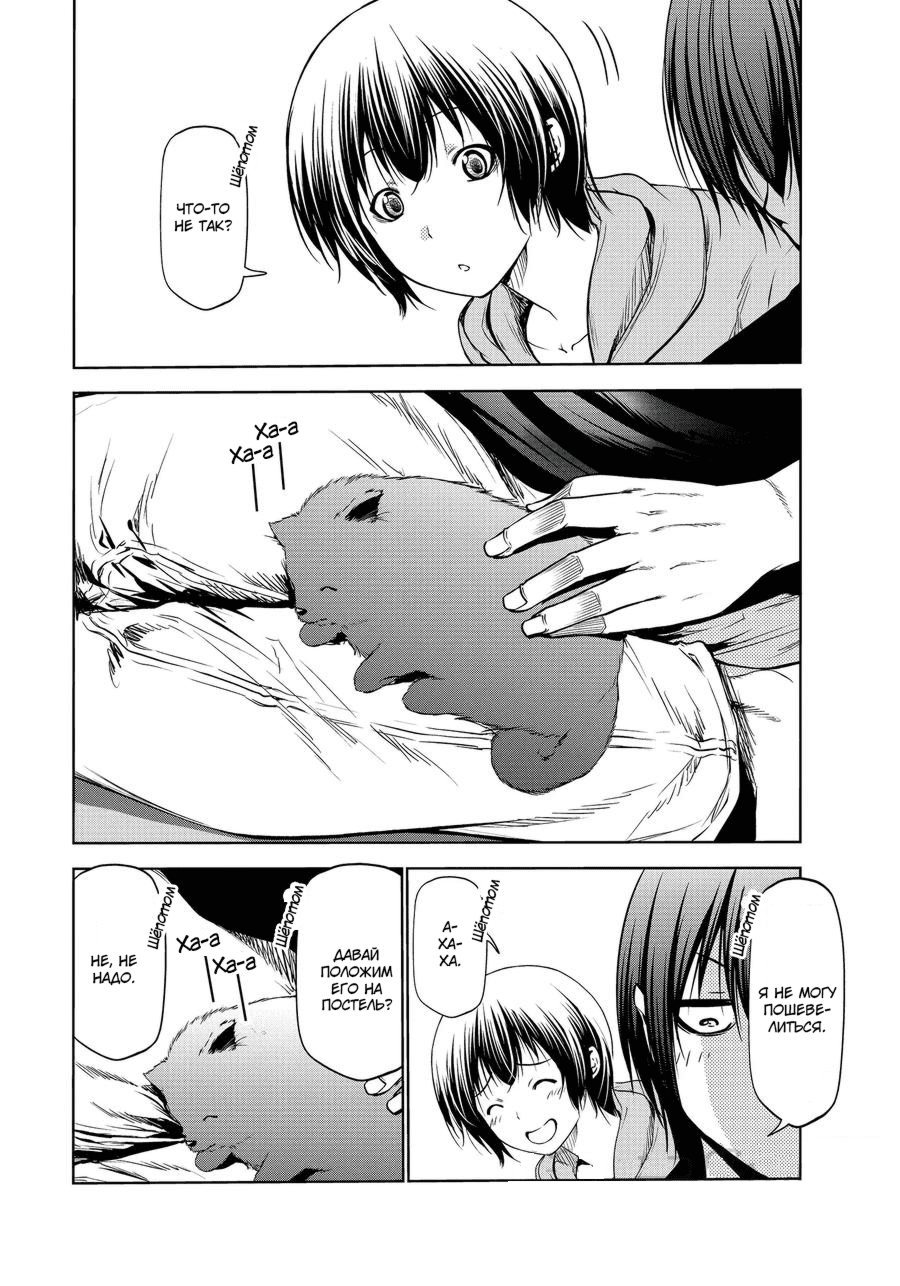 Шёпотом
ЧТО-ТО
НЕ ТАК?
Ха-а
Ха-а
Шёпотом
Я НЕ МОГУ
ПОШЕВЕ-
ЛИТЬСЯ.
Шёпотом
А-
ХА-
ХА.
Шёпотом
ДАВАЙ
ПОЛОЖИМ
ЕГО НА
ПОСТЕЛЬ?
Ха-а
Ха-а
Шёпотом
НЕ, НЕ
НАДО.